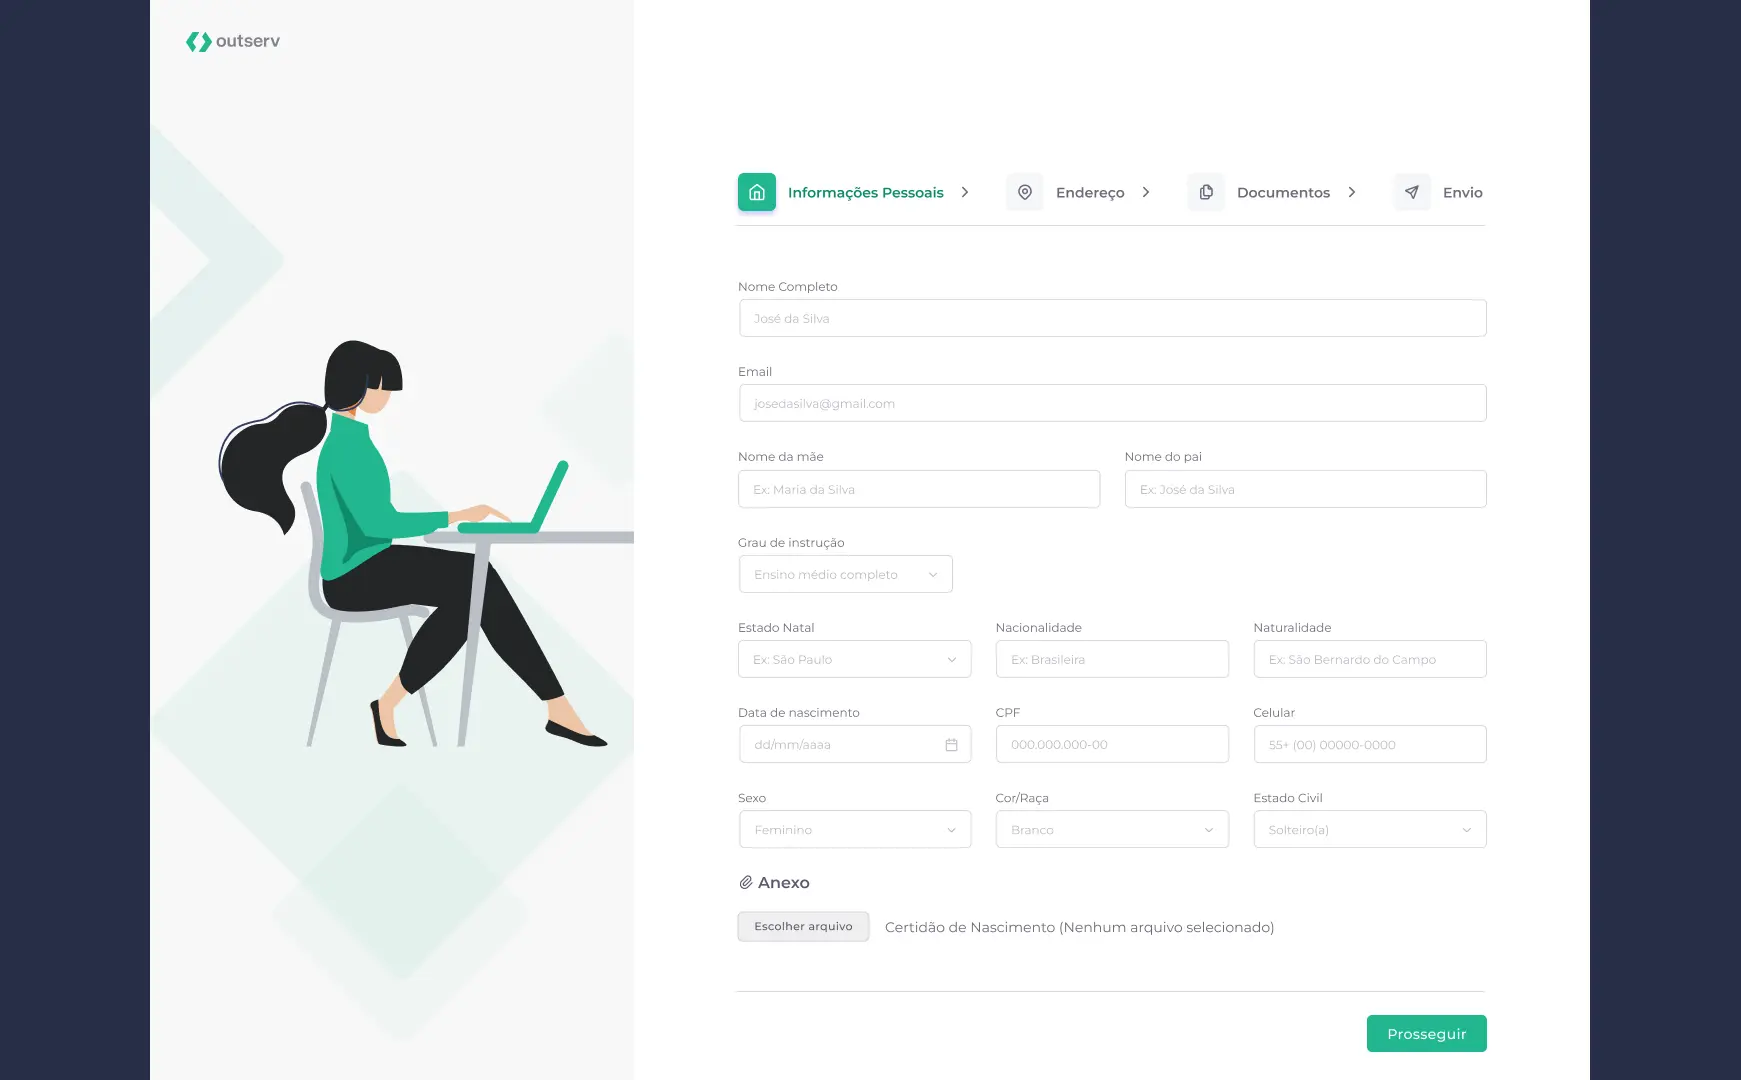 outserv
Informações Pessoais
Endereço
Documentos
Envio
Nome Completo
José da Silva
Email
josedasilva@gmail.com
Nome da mãe
Nome do pai
Ex: Maria da Silva
Ex: José da Silva
Grau de instrução
Ensino médio completo
Estado Natal
Nacionalidade
Naturalidade
Ex: São Paulo
Ex: Brasileira
Ex: São Bernardo do Campo
Data de nascimento
CPF
Celular
dd/mm/aaaa
000.000.000-00
55+ (00) 00000-0000
Sexo
Cor/Raça
Estado Civil
Feminino
Branco
Solteiro(a)
Anexo
Escolher arquivo
Certidão de Nascimento (Nenhum arquivo selecionado)
Prosseguir